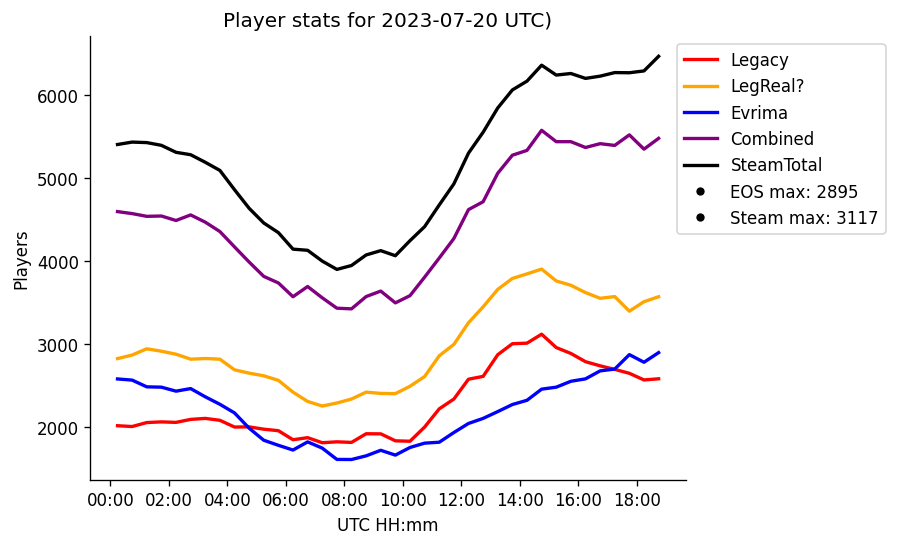 Player stats for 2023-07-20 UTC)
Players
6000
5000
4000
3000
2000
00:00 02:00 04:00 06:00 08:00 10:00 12:00 14:00 16:00 18:00
UTC HH:mm
Legacy
LegReal?
Evrima
Combined
SteamTotal
EOS max: 2895
Steam max: 3117